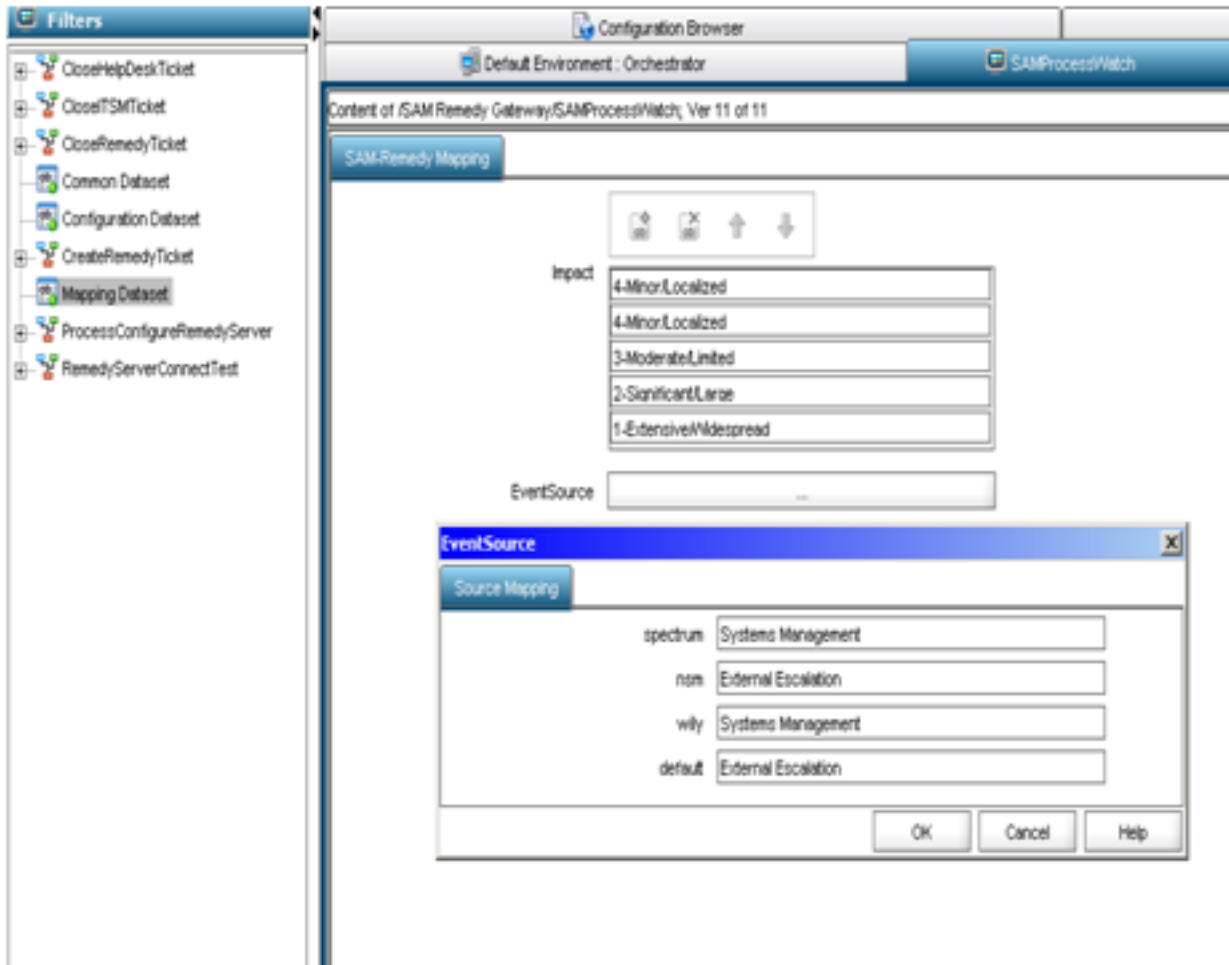 Filters
CloseHelpDeskTicket
CloseITSMTicket
CloseRemedyTicket
Common Dataset
Configuration Dataset
CreateRemedyTicket
Mapping Dataset
ProcessConfigureRemedyServer
RemedyServerConnectTest
Configuration Browser
Default Environment : Orchestrator
SAMProcessWatch
Content of /SAM Remedy Gateway/SAMProcessWatch; Ver 11 of 11
SAM-Remedy Mapping
Impact
4-Minor/Localized
4-Minor/Localized
3-Moderate/Limited
2-Significant/Large
1-Extensive/Widespread
EventSource ...
EventSource
Source Mapping
spectrum Systems Management
nsm External Escalation
wily Systems Management
default External Escalation
OK Cancel Help